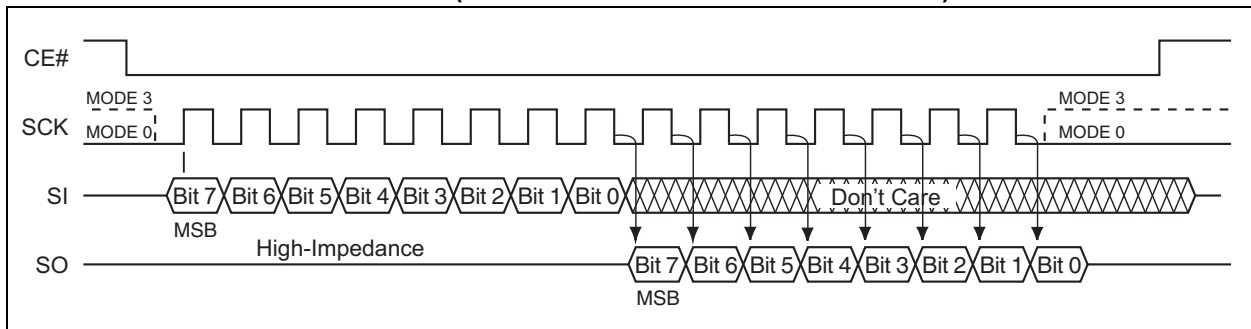 CE#
MODE 3 MODE 3
SCK MODE 0 MODE 0
SI Bit 7 Bit 6 Bit 5 Bit 4 Bit 3 Bit 2 Bit 1 Bit 0 Don't Care
MSB
High-Impedance
SO Bit 7 Bit 6 Bit 5 Bit 4 Bit 3 Bit 2 Bit 1 Bit 0
MSB